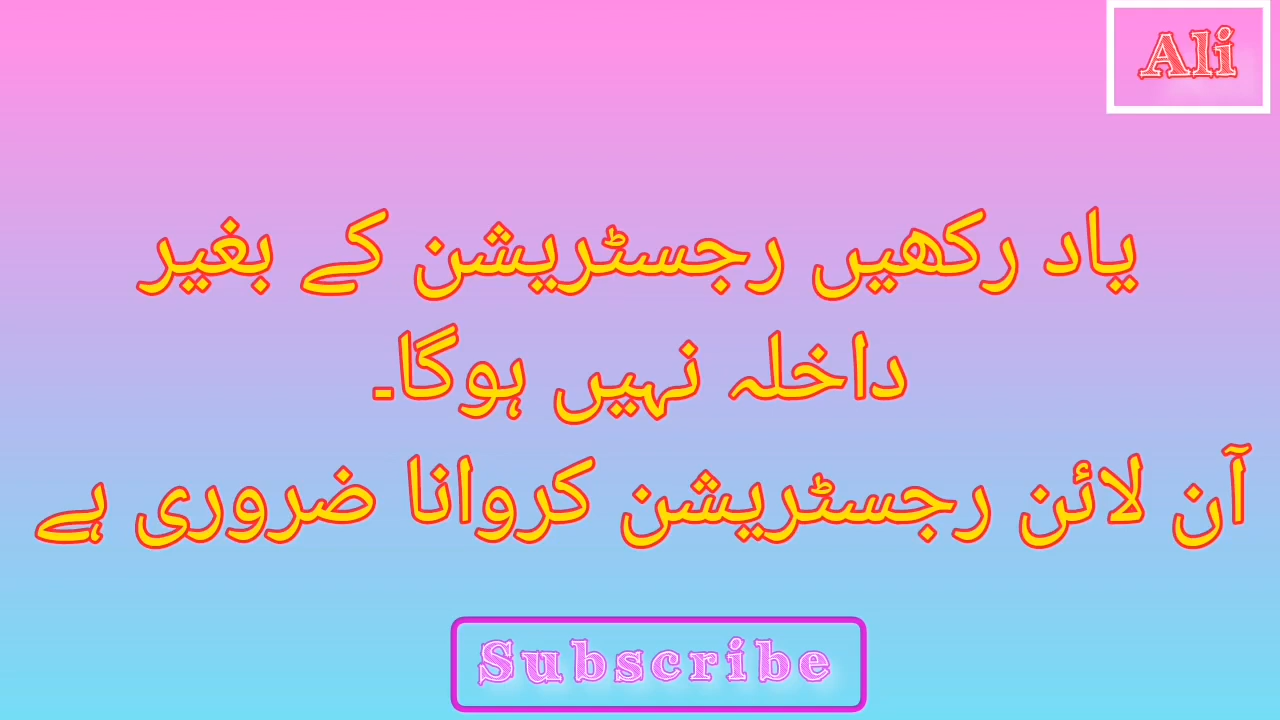 Ali
یاد رکھیں رجسٹریشن کے بغیر
داخلہ نہیں ہوگا۔
آن لائن رجسٹریشن کروانا ضروری ہے
Subscribe